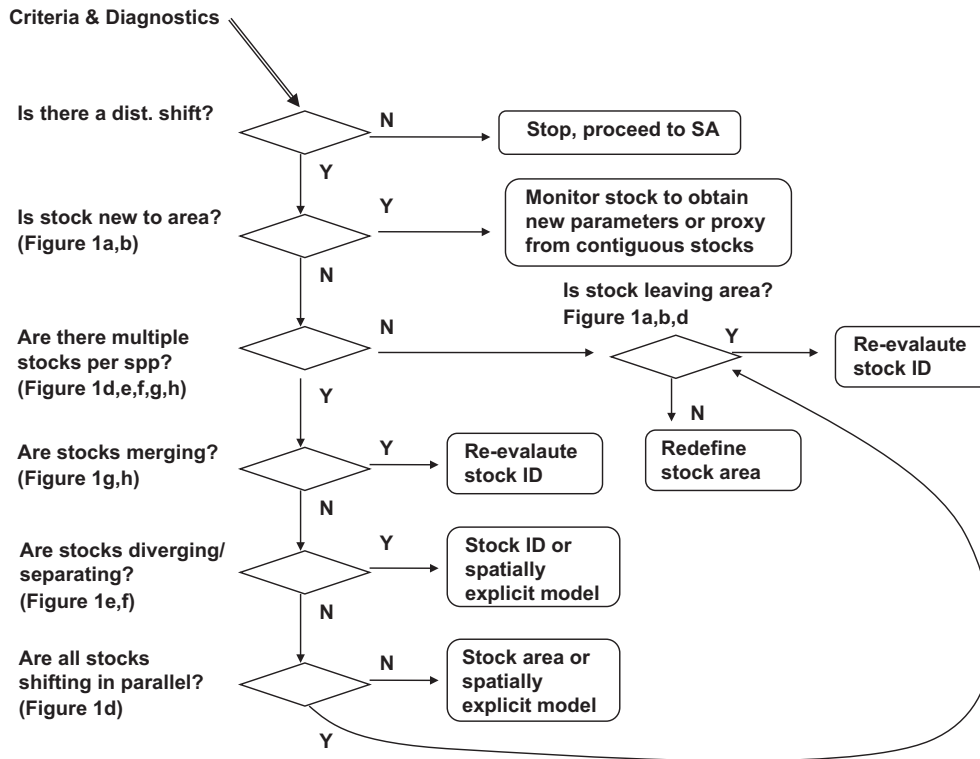 Criteria & Diagnostics
Is there a dist. shift?
N
Stop, proceed to SA
Y
Is stock new to area?
(Figure 1a,b)
Y
Monitor stock to obtain
new parameters or proxy
from contiguous stocks
N
Is stock leaving area?
Figure 1a,b,d
Are there multiple
stocks per spp?
(Figure 1d,e,f,g,h)
N
Y
Re-evalaute
stock ID
Y
N
Redefine
stock area
Are stocks merging?
(Figure 1g,h)
Y
Re-evalaute
stock ID
N
Are stocks diverging/
separating?
(Figure 1e,f)
Y
Stock ID or
spatially
explicit model
N
Are all stocks
shifting in parallel?
(Figure 1d)
N
Stock area or
spatially
explicit model
Y